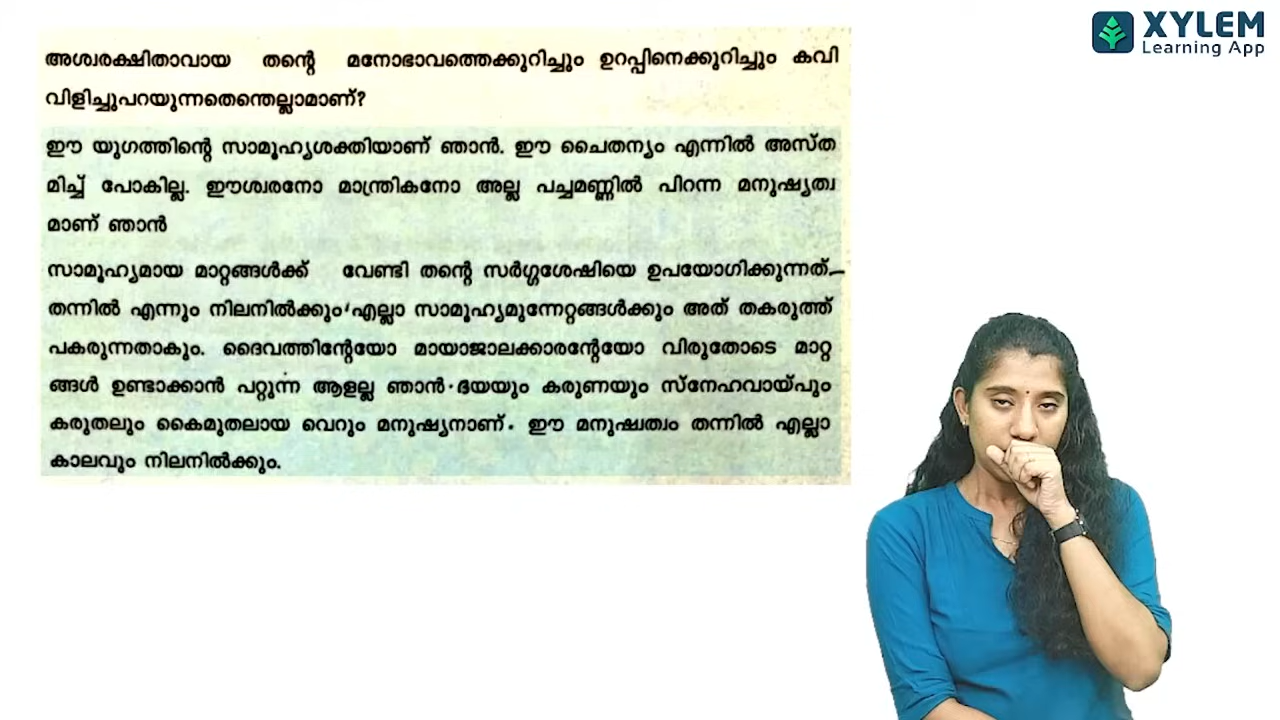 XYLEM
Learning App
അശ്വരക്ഷിതാവായ തന്റെ മനോഭാവത്തെക്കുറിച്ചും ഉറപ്പിനെക്കുറിച്ചും കവി
വിളിച്ചുപറയുന്നതെന്തെല്ലാമാണ്?
ഈ യുഗത്തിന്റെ സാമൂഹ്യശക്തിയാണ് ഞാൻ. ഈ ചൈതന്യം എന്നിൽ അസ്ത
മിച്ച് പോകില്ല. ഈശ്വരനോ മാന്ത്രികനോ അല്ല പച്ചമണ്ണിൽ പിറന്ന മനുഷ്യത്വ
മാണ് ഞാൻ
സാമൂഹ്യമായ മാറ്റങ്ങൾക്ക് വേണ്ടി തന്റെ സർഗ്ഗശേഷിയെ ഉപയോഗിക്കുന്നത്
തന്നിൽ എന്നും നിലനിൽക്കും 'എല്ലാ സാമൂഹ്യമുന്നേറ്റങ്ങൾക്കും അത് തകരുത്ത്
പകരുന്നതാകും. ദൈവത്തിന്റേയോ മായാജാലക്കാരന്റേയോ വിരുതോടെ മാറ്റ
ങ്ങൾ ഉണ്ടാക്കാൻ പറ്റുന്ന ആളല്ല ഞാൻ. ദയയും കരുണയും സ്നേഹവായ്പും
കരുതലും കൈമുതലായ വെറും മനുഷ്യനാണ്. ഈ മനുഷ്വത്വം തന്നിൽ എല്ലാ
കാലവും നിലനിൽക്കും.